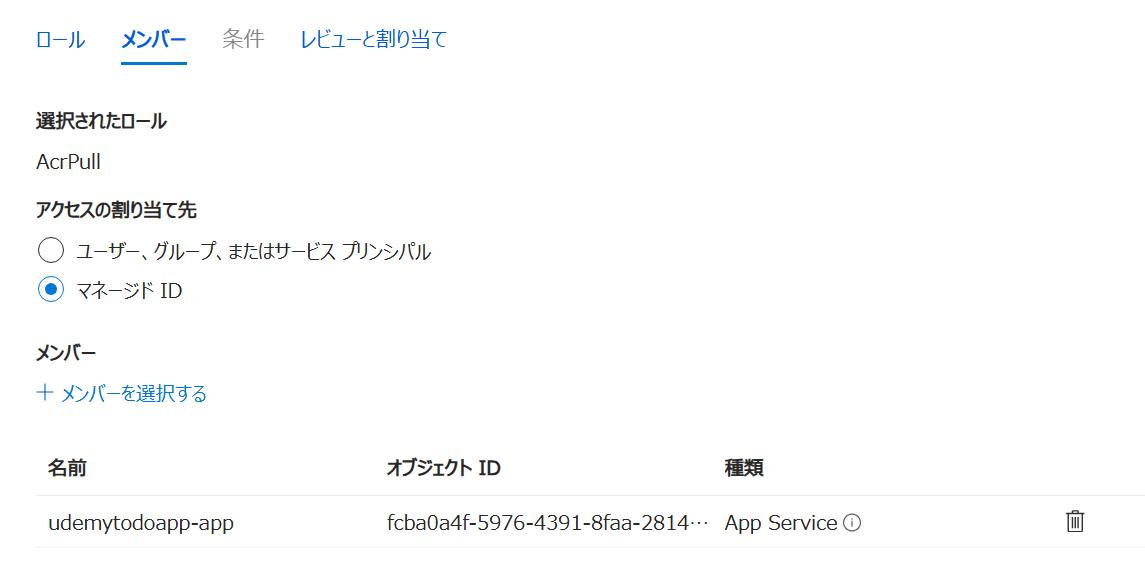 ロール メンバー 条件 レビューと割り当て
選択されたロール
AcrPull
アクセスの割り当て先
ユーザー、グループ、またはサービス プリンシパル
マネージド ID
メンバー
+ メンバーを選択する
名前 オブジェクト ID 種類
udemytodoapp-app fcba0a4f-5976-4391-8faa-2814… App Service